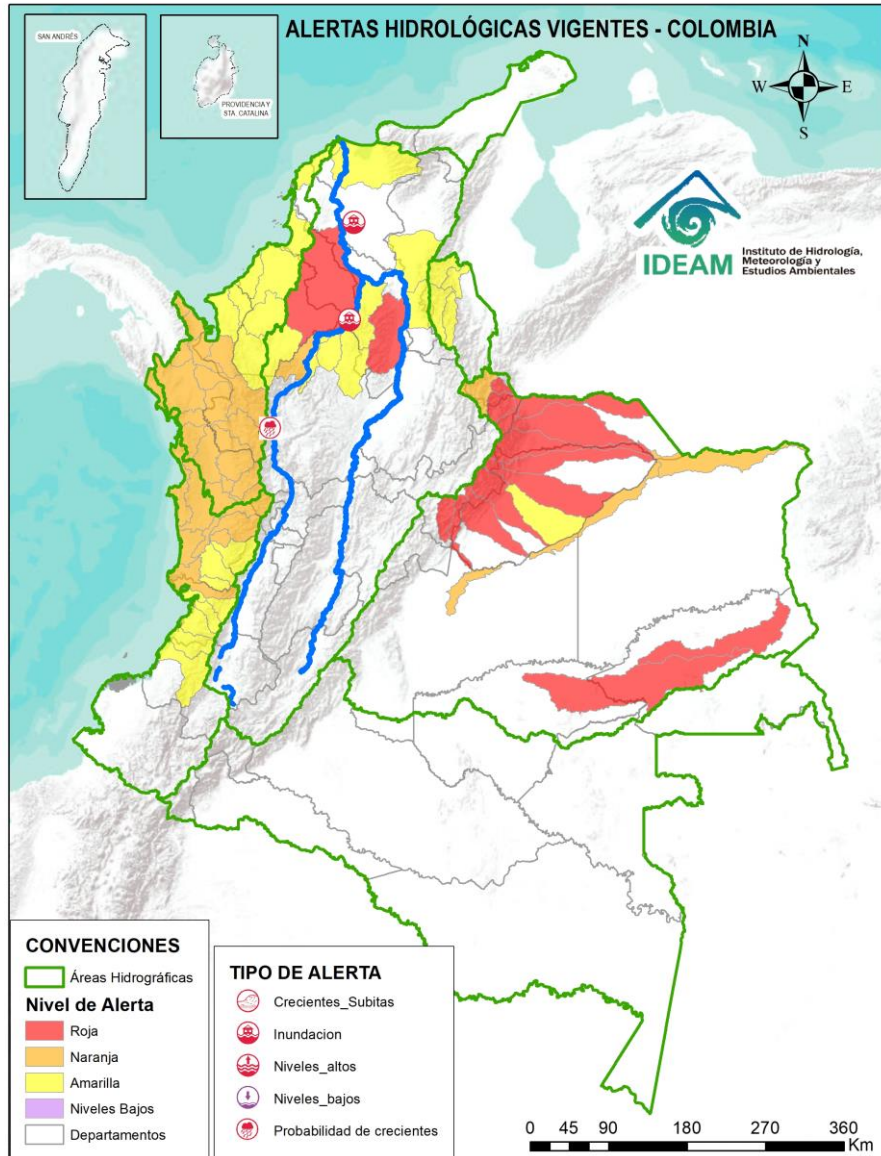 ALERTAS HIDROLÓGICAS VIGENTES - COLOMBIA
SAN ANDRÉS
PROVIDENCIA Y
STA. CATALINA
N
W
E
S
IDEAM
Instituto de Hidrología,
Meteorología y
Estudios Ambientales
CONVENCIONES
Áreas Hidrográficas
Nivel de Alerta
Roja
Naranja
Amarilla
Niveles Bajos
Departamentos
TIPO DE ALERTA
Crecientes_Subitas
Inundacion
Niveles_altos
Niveles_bajos
Probabilidad de crecientes
0 45 90 180 270 360
Km